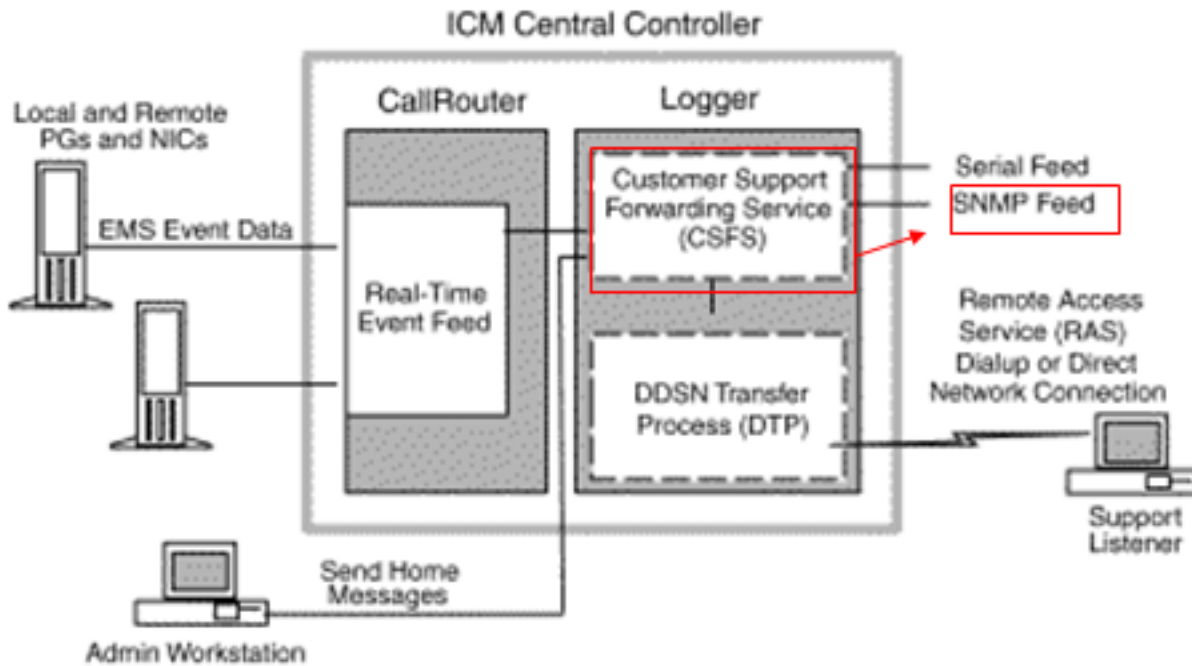 ICM Central Controller
Local and Remote
PGs and NICs
CallRouter
Logger
EMS Event Data
Real-Time
Event Feed
Customer Support
Forwarding Service
(CSFS)
Serial Feed
SNMP Feed
DDSN Transfer
Process (DTP)
Remote Access
Service (RAS)
Dialup or Direct
Network Connection
Support
Listener
Send Home
Messages
Admin Workstation